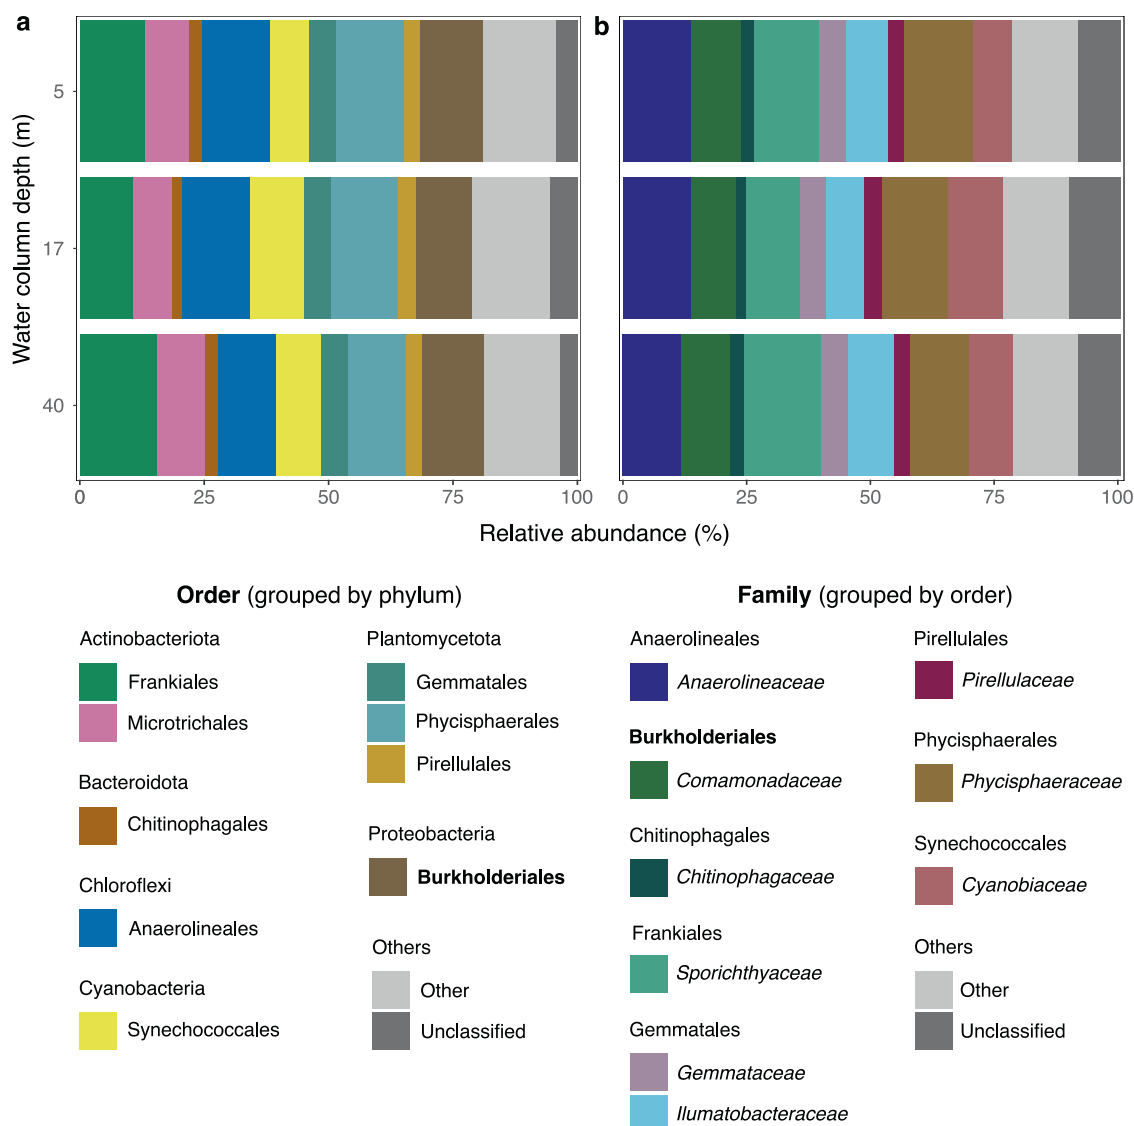 a
b
Water column depth (m)
5
17
40
0 25 50 75 100
0 25 50 75 100
Relative abundance (%)
Order (grouped by phylum)
Actinobacteriota
Frankiales
Microtrichales
Bacteroidota
Chitinophagales
Chloroflexi
Anaerolineales
Cyanobacteria
Synechococcales
Plantomycetota
Gemmatales
Phycisphaerales
Pirellulales
Proteobacteria
Burkholderiales
Others
Other
Unclassified
Family (grouped by order)
Anaerolineales
Anaerolineaceae
Burkholderiales
Comamonadaceae
Chitinophagales
Chitinophagaceae
Frankiales
Sporichthyaceae
Gemmatales
Gemmataceae
Ilumatobacteraceae
Pirellulales
Pirellulaceae
Phycisphaerales
Phycisphaeraceae
Synechococcales
Cyanobiaceae
Others
Other
Unclassified